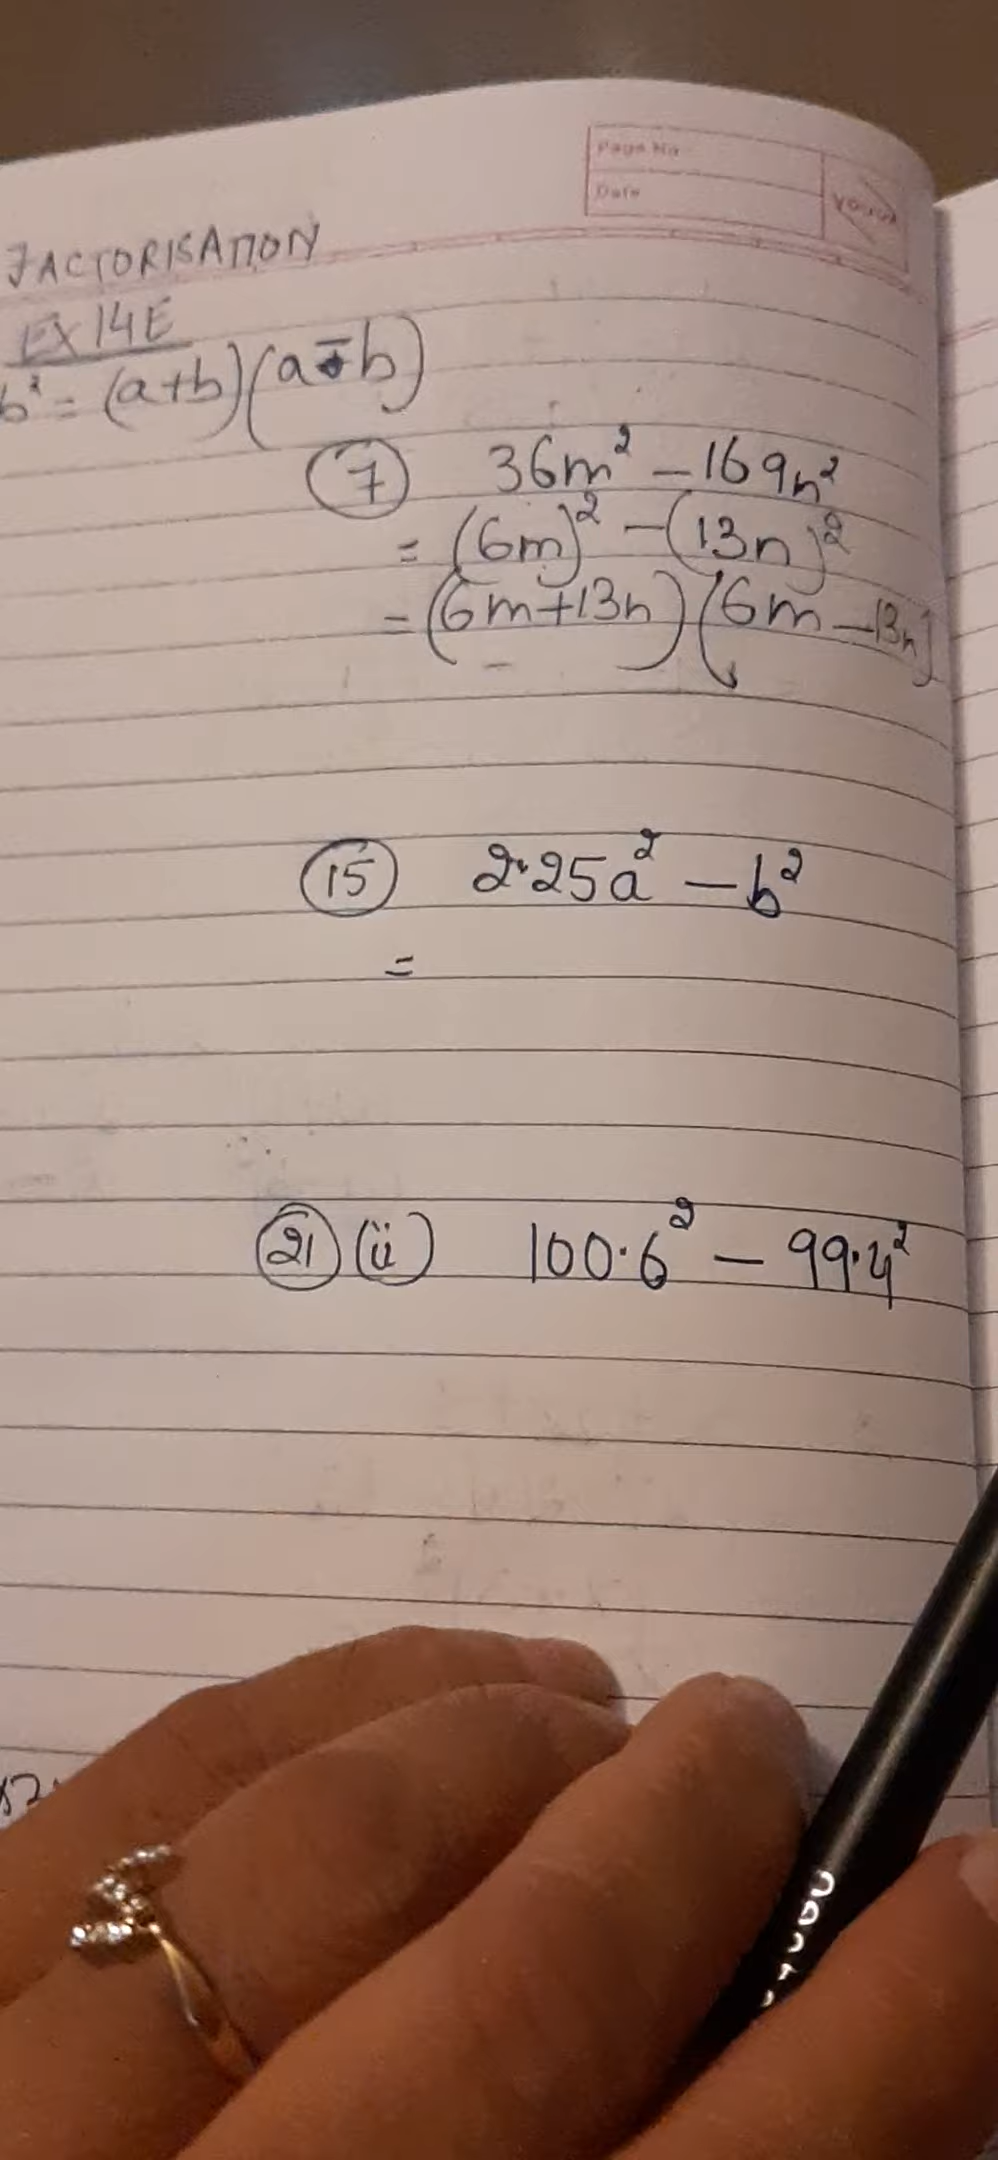 Page No
Date
YOUVA
FACTORISATION
EX 14E
b² = (a+b)(a-b)
7 36m² - 169n²
= (6m)² - (13n)²
= (6m+13n)(6m-13n)
15 2.25a² - b²
=
21 (ii) 100.6² - 99.4²